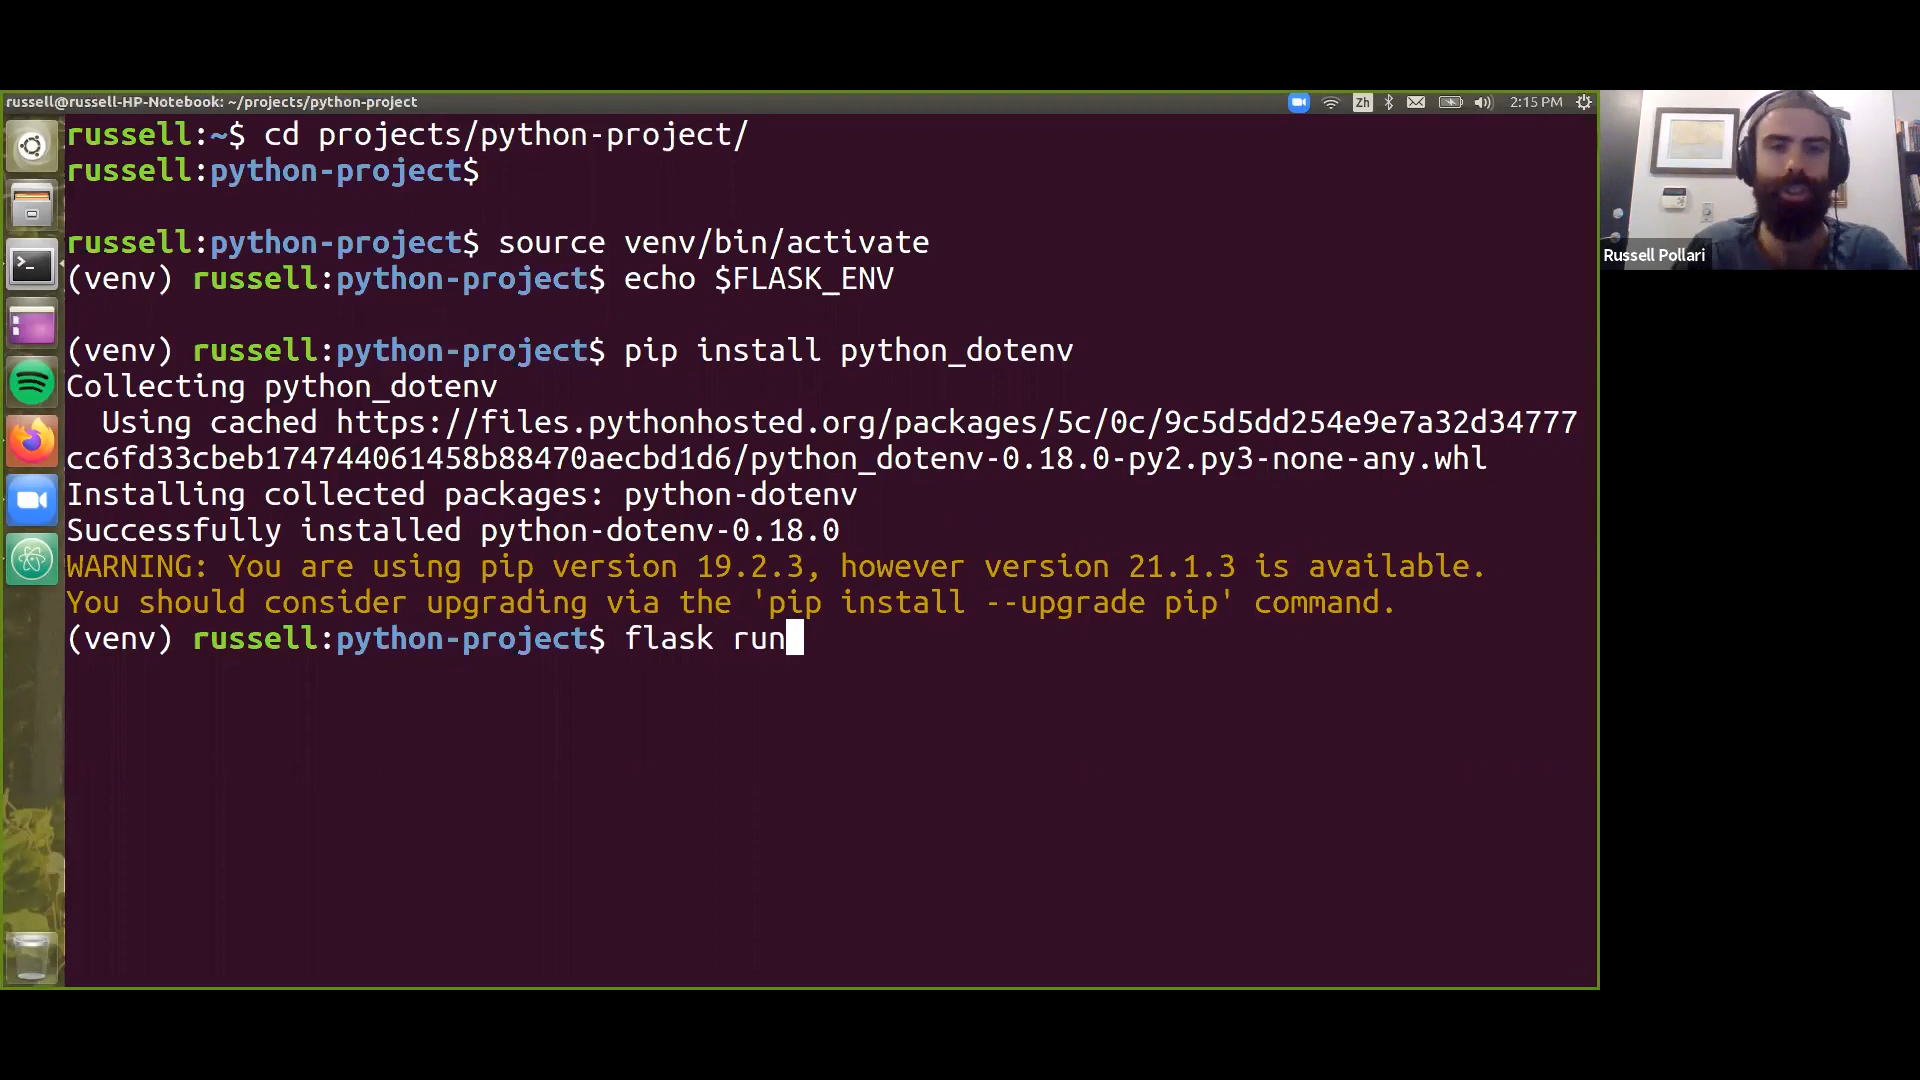 russell@russell-HP-Notebook: ~/projects/python-project
Zh
2:15 PM
russell:~$ cd projects/python-project/
russell:python-project$
russell:python-project$ source venv/bin/activate
(venv) russell:python-project$ echo $FLASK_ENV
(venv) russell:python-project$ pip install python_dotenv
Collecting python_dotenv
  Using cached https://files.pythonhosted.org/packages/5c/0c/9c5d5dd254e9e7a32d34777
cc6fd33cbeb174744061458b88470aecbd1d6/python_dotenv-0.18.0-py2.py3-none-any.whl
Installing collected packages: python-dotenv
Successfully installed python-dotenv-0.18.0
WARNING: You are using pip version 19.2.3, however version 21.1.3 is available.
You should consider upgrading via the 'pip install --upgrade pip' command.
(venv) russell:python-project$ flask run
Russell Pollari